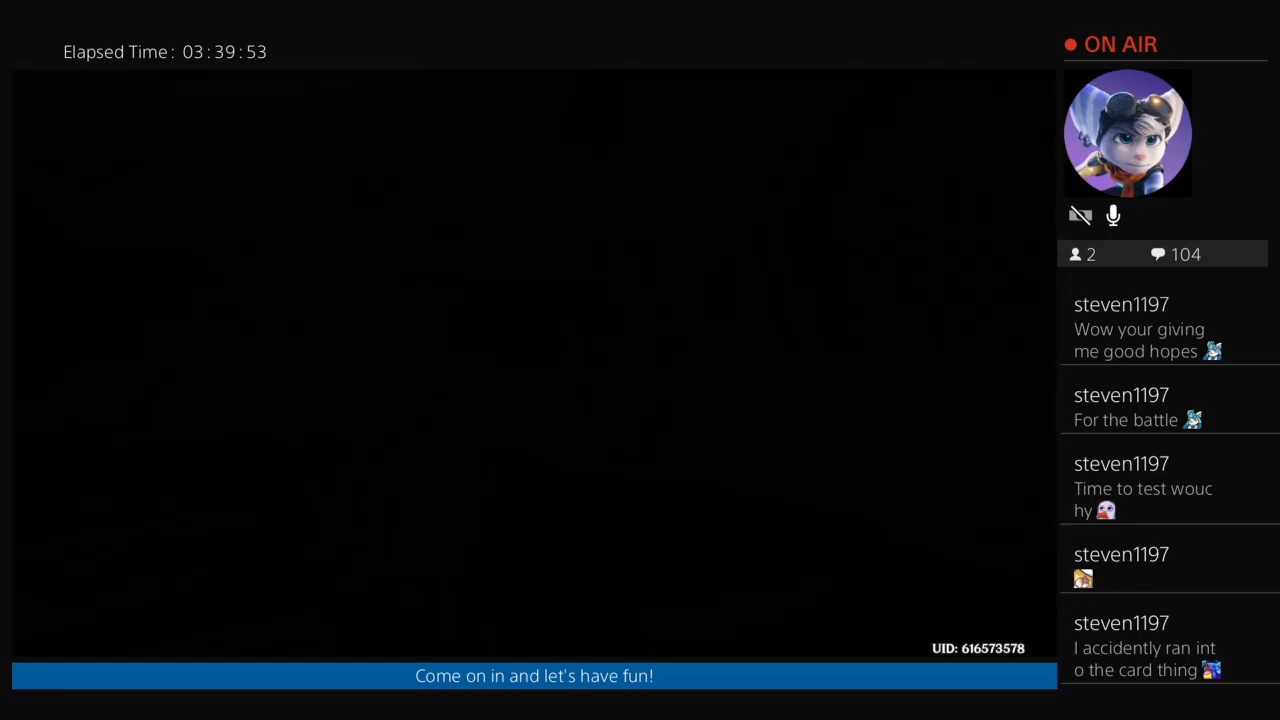 Elapsed Time: 03:39:53
ON AIR
2 104
steven1197
Wow your giving
me good hopes
steven1197
For the battle
steven1197
Time to test wouc
hy
steven1197
steven1197
I accidently ran int
o the card thing
UID: 616573578
Come on in and let's have fun!